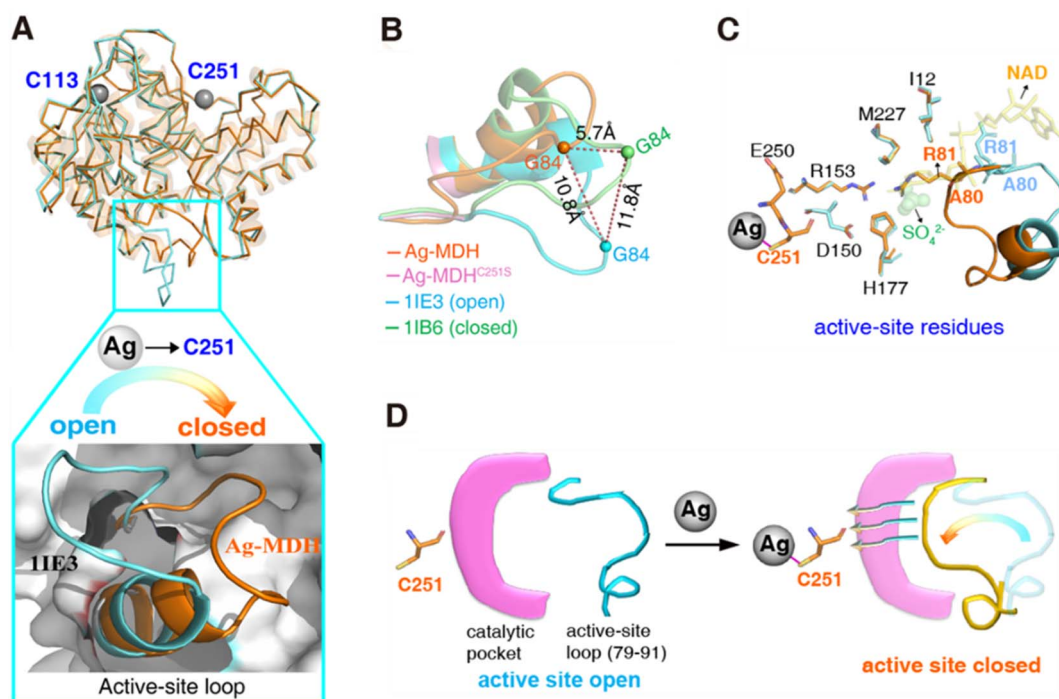 A
C113
C251
Ag → C251
open
closed
1IE3
Ag-MDH
Active-site loop
B
5.7Å
G84
G84
10.8Å
11.8Å
G84
Ag-MDH
Ag-MDH^C251S
1IE3 (open)
1IB6 (closed)
C
NAD
I12
M227
R81
R81
E250
R153
A80
A80
SO₄²⁻
Ag
C251
D150
H177
active-site residues
D
Ag
Ag
C251
C251
catalytic
pocket
active-site
loop (79-91)
active site open
active site closed